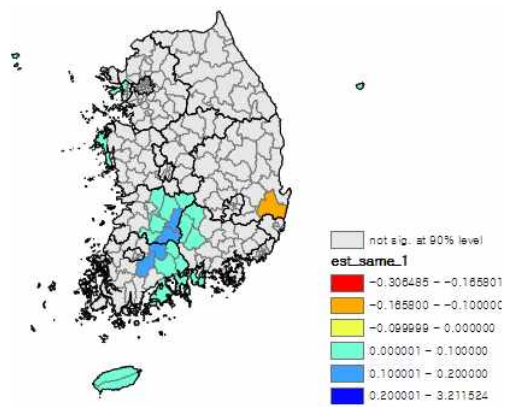 not sig. at 90% level
est_same_1
-0.306485 - -0.165801
-0.165800 - -0.100000
-0.099999 - 0.000000
0.000001 - 0.100000
0.100001 - 0.200000
0.200001 - 3.211524